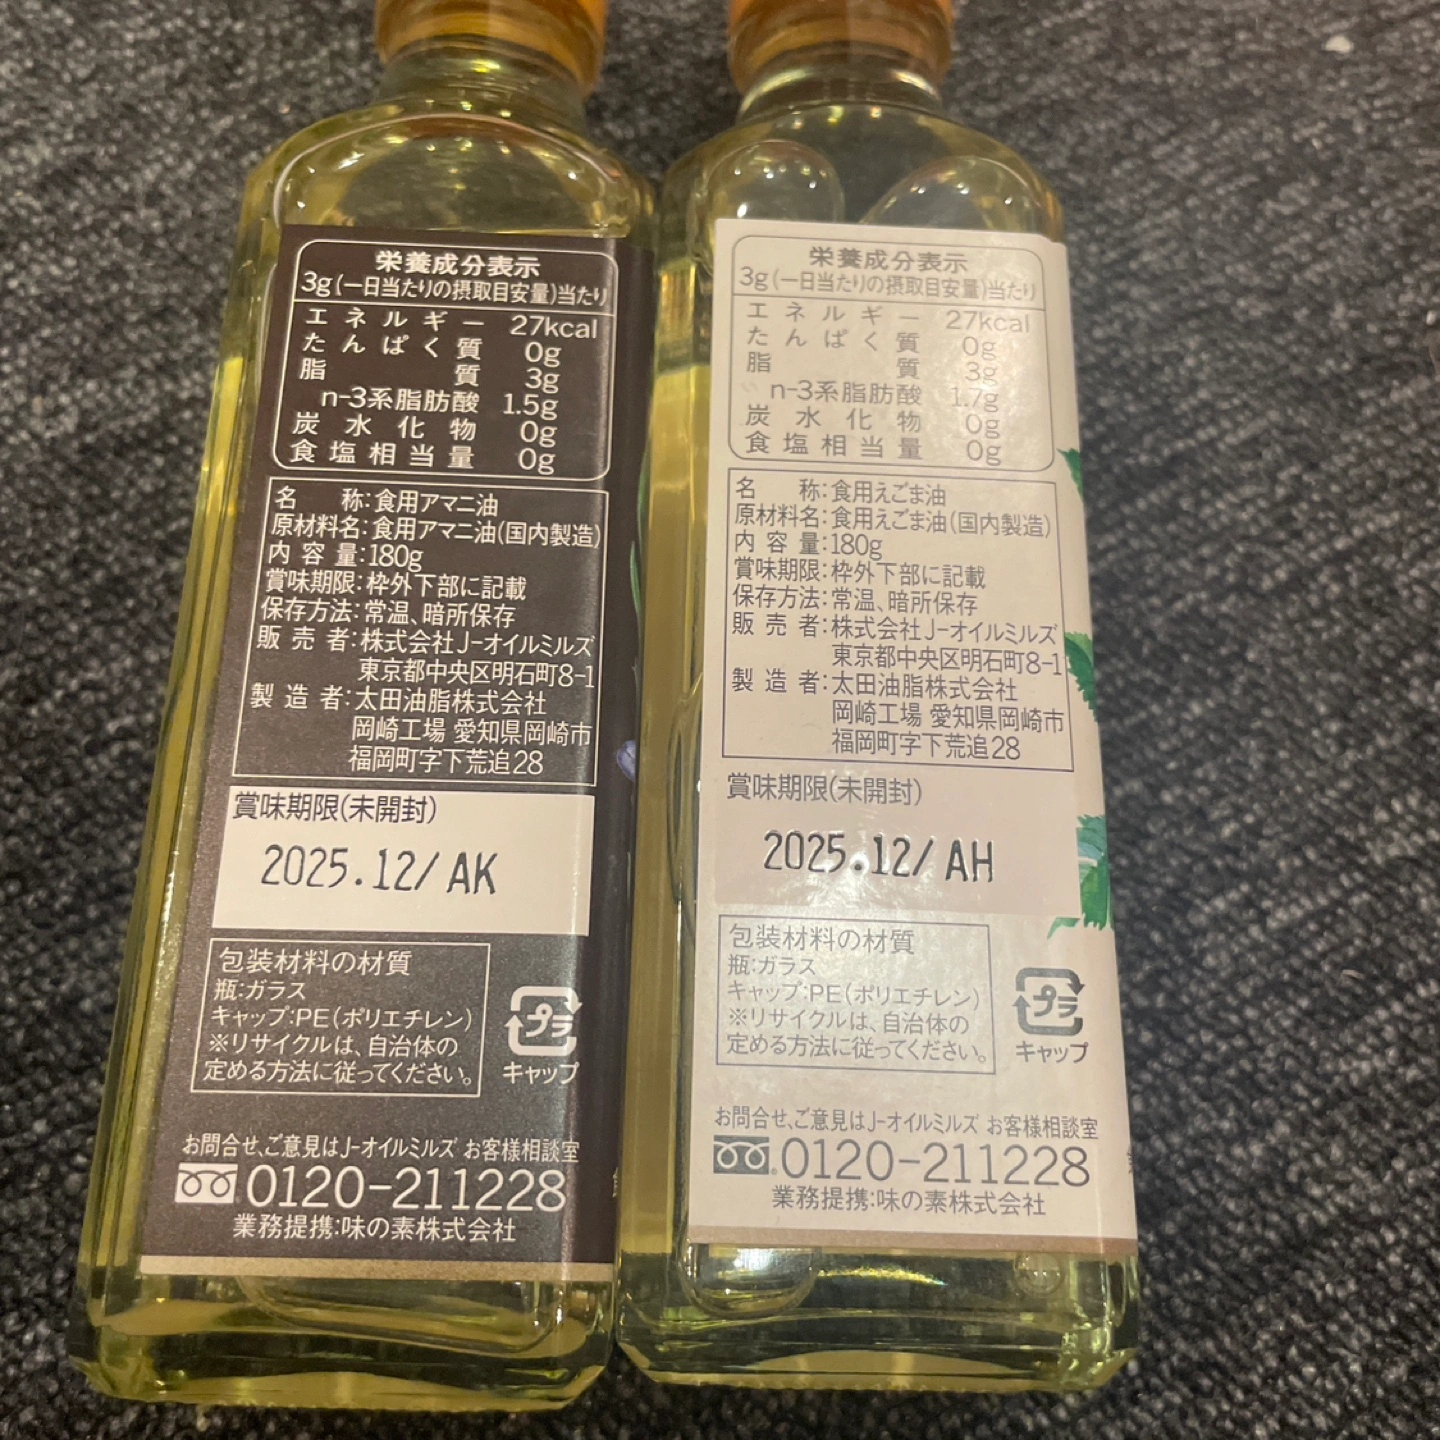 栄養成分表示
3g(一日当たりの摂取目安量)当たり
エネルギー 27kcal
たんぱく質 0g
脂質 3g
n-3系脂肪酸 1.5g
炭水化物 0g
食塩相当量 0g
名称:食用アマニ油
原材料名:食用アマニ油(国内製造)
内容量:180g
賞味期限:枠外下部に記載
保存方法:常温、暗所保存
販売者:株式会社J-オイルミルズ
東京都中央区明石町8-1
製造者:太田油脂株式会社
岡崎工場 愛知県岡崎市
福岡町字下荒追28
賞味期限(未開封)
2025.12/AK
包装材料の材質
瓶:ガラス
キャップ:PE(ポリエチレン)
※リサイクルは、自治体の
定める方法に従ってください。
プラ
キャップ
お問合せ、ご意見はJ-オイルミルズ お客様相談室
0120-211228
業務提携:味の素株式会社
栄養成分表示
3g(一日当たりの摂取目安量)当たり
エネルギー 27kcal
たんぱく質 0g
脂質 3g
n-3系脂肪酸 1.7g
炭水化物 0g
食塩相当量 0g
名称:食用えごま油
原材料名:食用えごま油(国内製造)
内容量:180g
賞味期限:枠外下部に記載
保存方法:常温、暗所保存
販売者:株式会社J-オイルミルズ
東京都中央区明石町8-1
製造者:太田油脂株式会社
岡崎工場 愛知県岡崎市
福岡町字下荒追28
賞味期限(未開封)
2025.12/AH
包装材料の材質
瓶:ガラス
キャップ:PE(ポリエチレン)
※リサイクルは、自治体の
定める方法に従ってください。
プラ
キャップ
お問合せ、ご意見はJ-オイルミルズ お客様相談室
0120-211228
業務提携:味の素株式会社